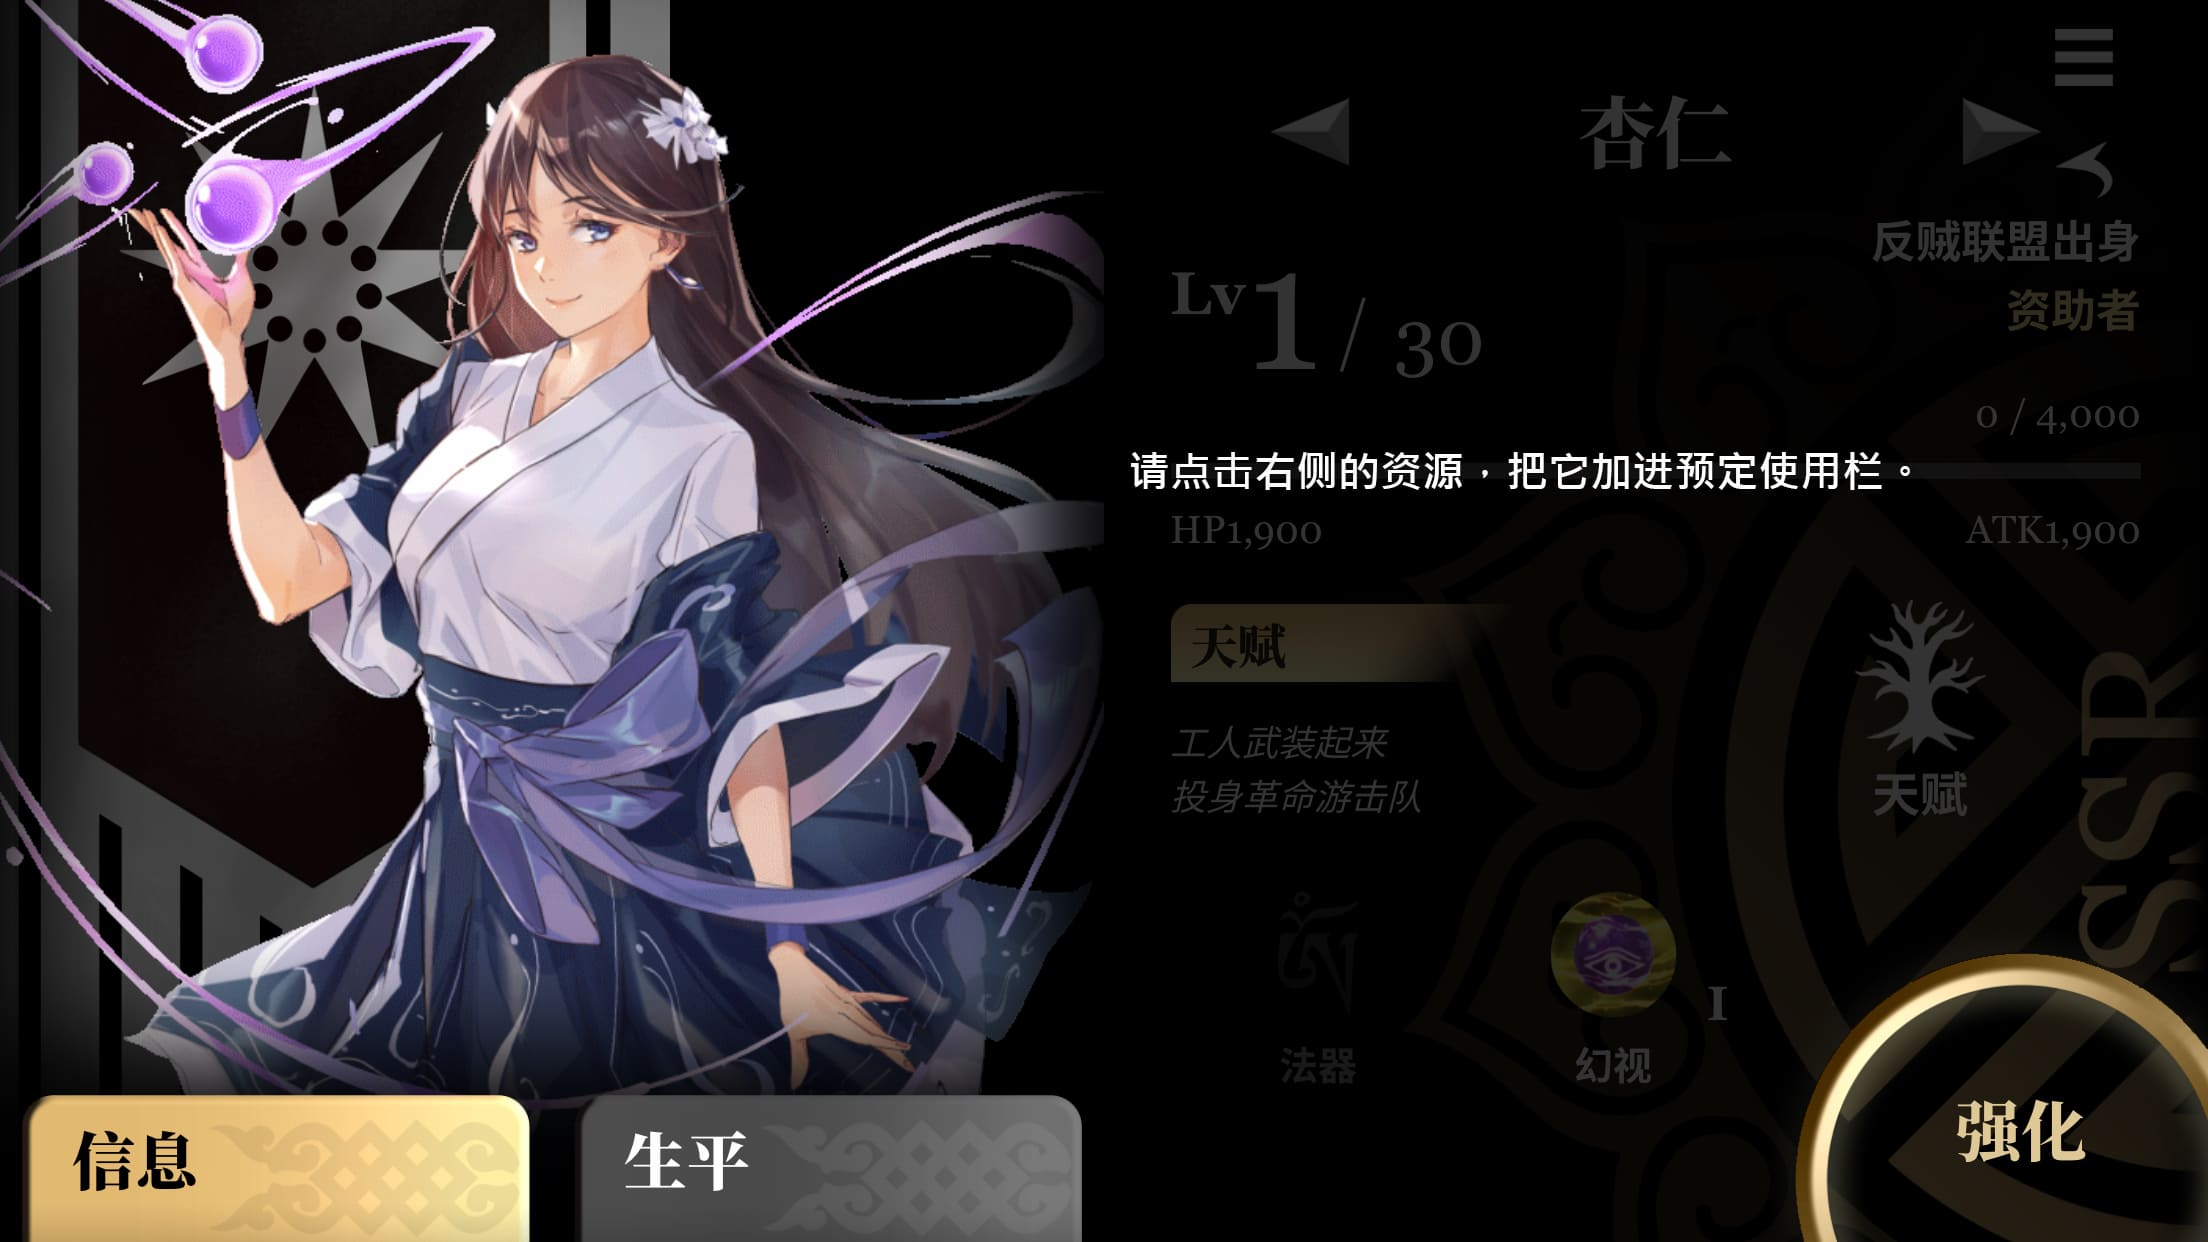 杏仁
反贼联盟出身
资助者
Lv 1 / 30
0 / 4,000
请点击右侧的资源，把它加进预定使用栏。
HP1,900
ATK1,900
天赋
工人武装起来
投身革命游击队
天赋
SSR
I
法器
幻视
强化
信息
生平